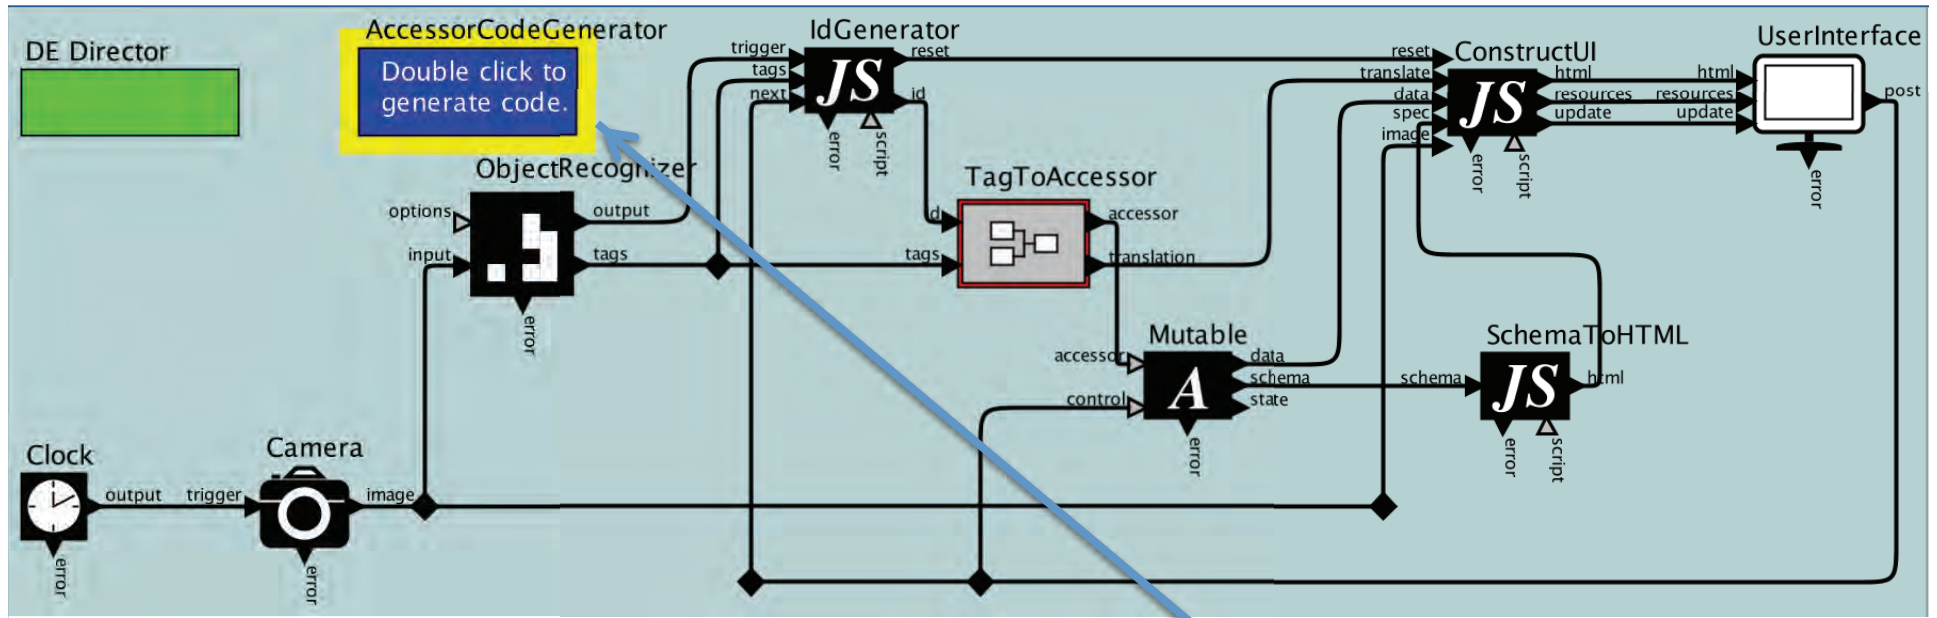 DE Director
AccessorCodeGenerator
Double click to
generate code.
IdGenerator
trigger
tags
next
reset
id
error
script
JS
ConstructUI
reset
translate
data
spec
image
html
resources
update
error
script
JS
UserInterface
html
resources
update
post
error
ObjectRecognizer
options
input
output
tags
error
TagToAccessor
d
tags
accessor
translation
Mutable
accessor
control
data
schema
state
error
A
SchemaToHTML
schema
html
error
script
JS
Clock
output
error
Camera
trigger
image
error